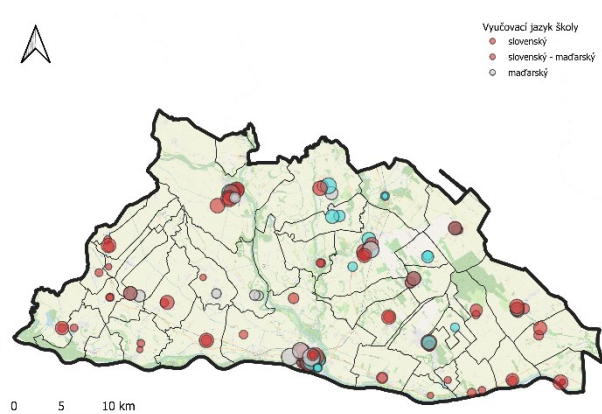 Vyučovací jazyk školy
slovenský
slovenský - maďarský
maďarský
0 5 10 km